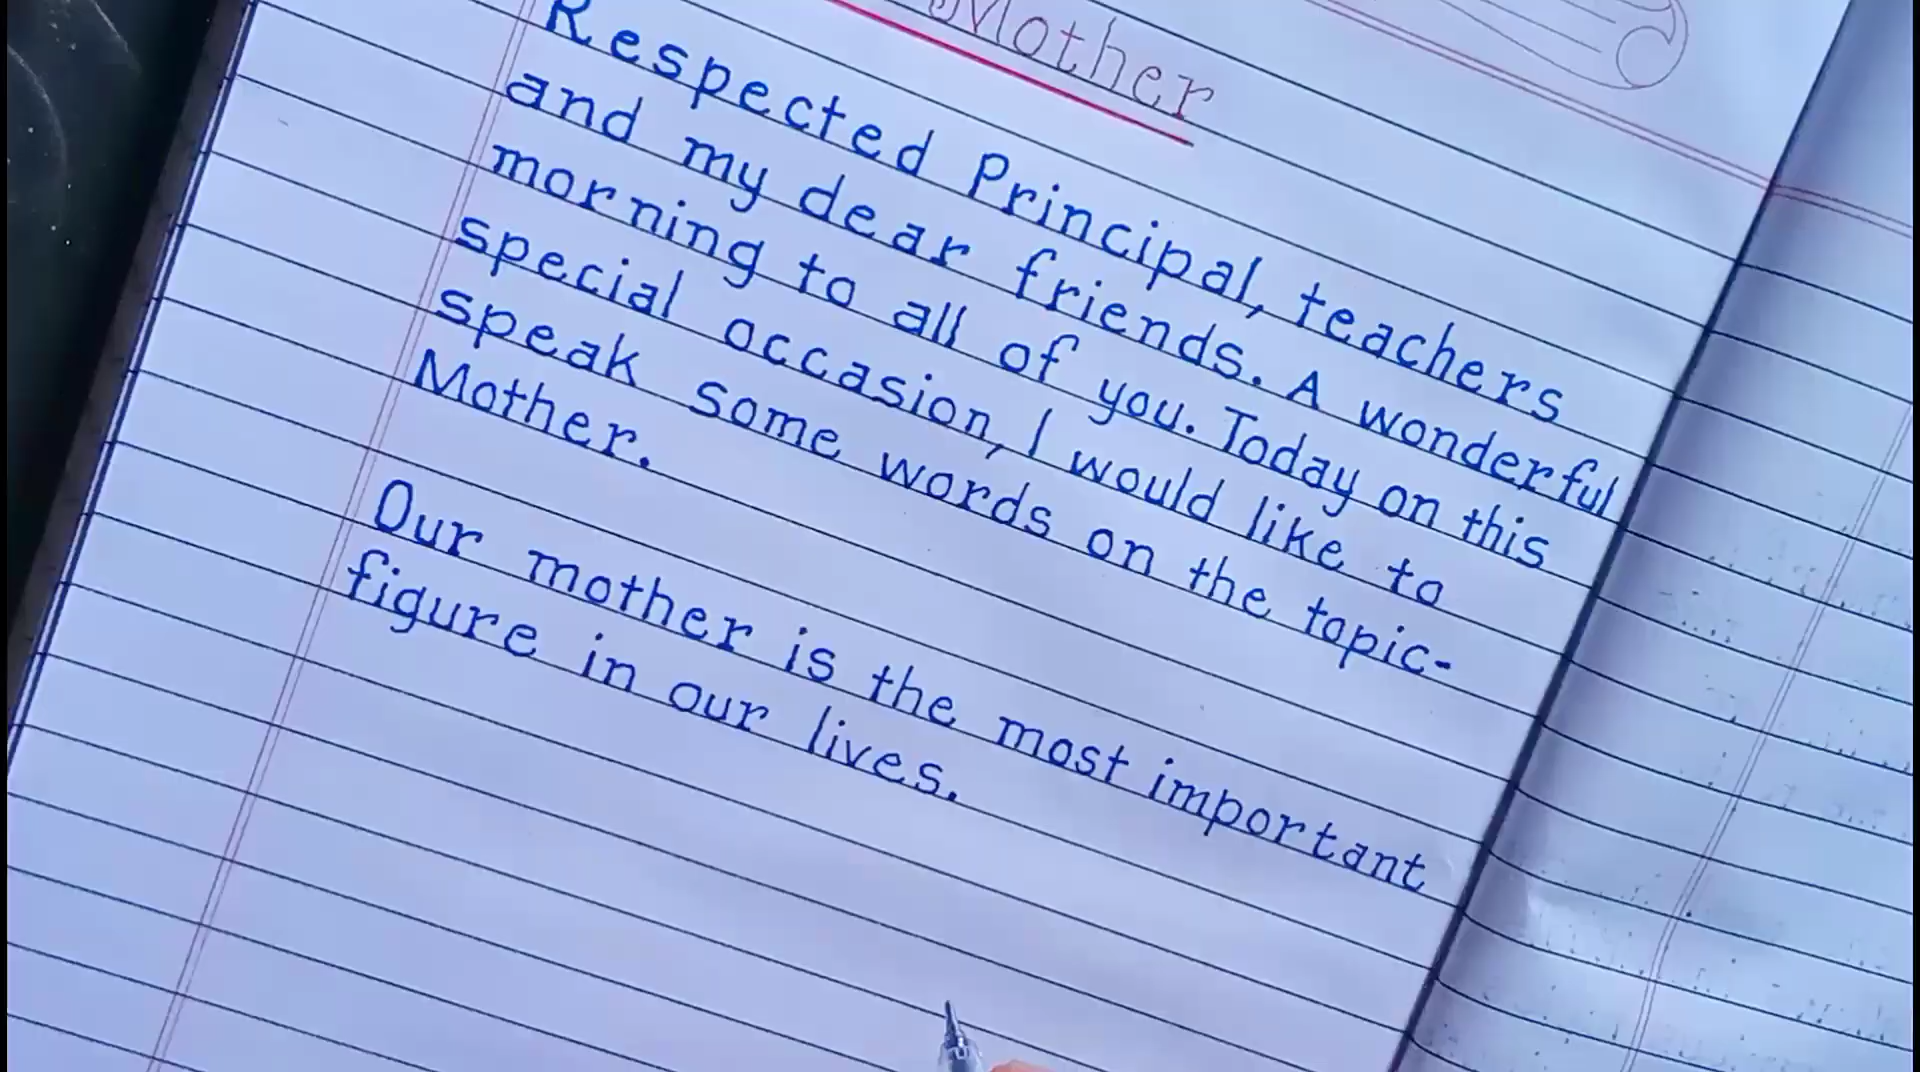 Mother
Respected Principal, teachers
and my dear friends. A wonderful
morning to all of you. Today on this
special occasion, I would like to
speak some words on the topic-
Mother.
Our mother is the most important
figure in our lives.